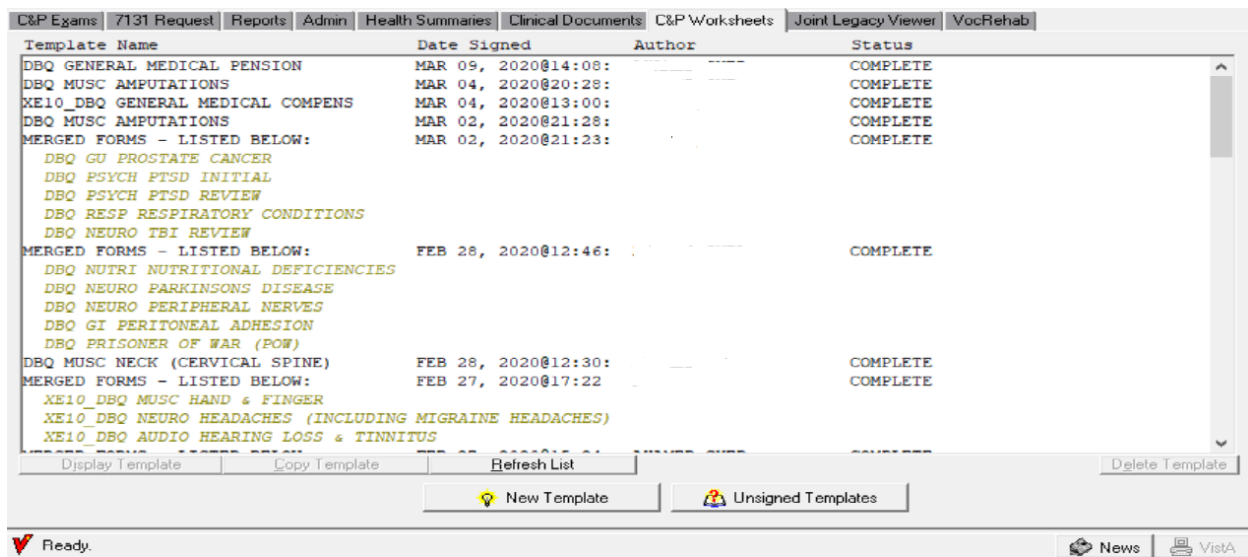 C&P Exams 7131 Request Reports Admin Health Summaries Clinical Documents C&P Worksheets Joint Legacy Viewer VocRehab
Template Name Date Signed Author Status
DBQ GENERAL MEDICAL PENSION MAR 09, 2020@14:08: COMPLETE
DBQ MUSC AMPUTATIONS MAR 04, 2020@20:28: COMPLETE
XE10_DBQ GENERAL MEDICAL COMPENS MAR 04, 2020@13:00: COMPLETE
DBQ MUSC AMPUTATIONS MAR 02, 2020@21:28: COMPLETE
MERGED FORMS - LISTED BELOW: MAR 02, 2020@21:23: COMPLETE
DBQ GU PROSTATE CANCER
DBQ PSYCH PTSD INITIAL
DBQ PSYCH PTSD REVIEW
DBQ RESP RESPIRATORY CONDITIONS
DBQ NEURO TBI REVIEW
MERGED FORMS - LISTED BELOW: FEB 28, 2020@12:46: COMPLETE
DBQ NUTRI NUTRITIONAL DEFICIENCIES
DBQ NEURO PARKINSONS DISEASE
DBQ NEURO PERIPHERAL NERVES
DBQ GI PERITONEAL ADHESION
DBQ PRISONER OF WAR (POW)
DBQ MUSC NECK (CERVICAL SPINE) FEB 28, 2020@12:30: COMPLETE
MERGED FORMS - LISTED BELOW: FEB 27, 2020@17:22 COMPLETE
XE10_DBQ MUSC HAND & FINGER
XE10_DBQ NEURO HEADACHES (INCLUDING MIGRAINE HEADACHES)
XE10_DBQ AUDIO HEARING LOSS & TINNITUS
Display Template Copy Template Refresh List Delete Template
New Template Unsigned Templates
Ready. News VistA